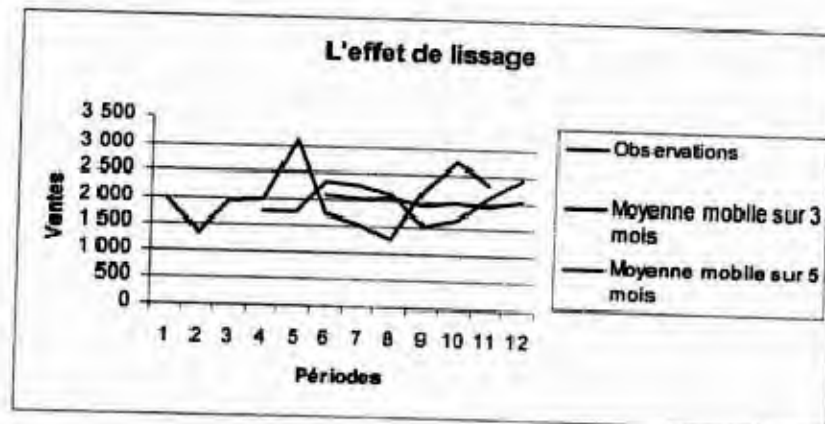 L'effet de lissage
3 500
3 000
2 500
2 000
1 500
1 000
500
0
Ventes
1 2 3 4 5 6 7 8 9 10 11 12
Périodes
Observations
Moyenne mobile sur 3
mois
Moyenne mobile sur 5
mois